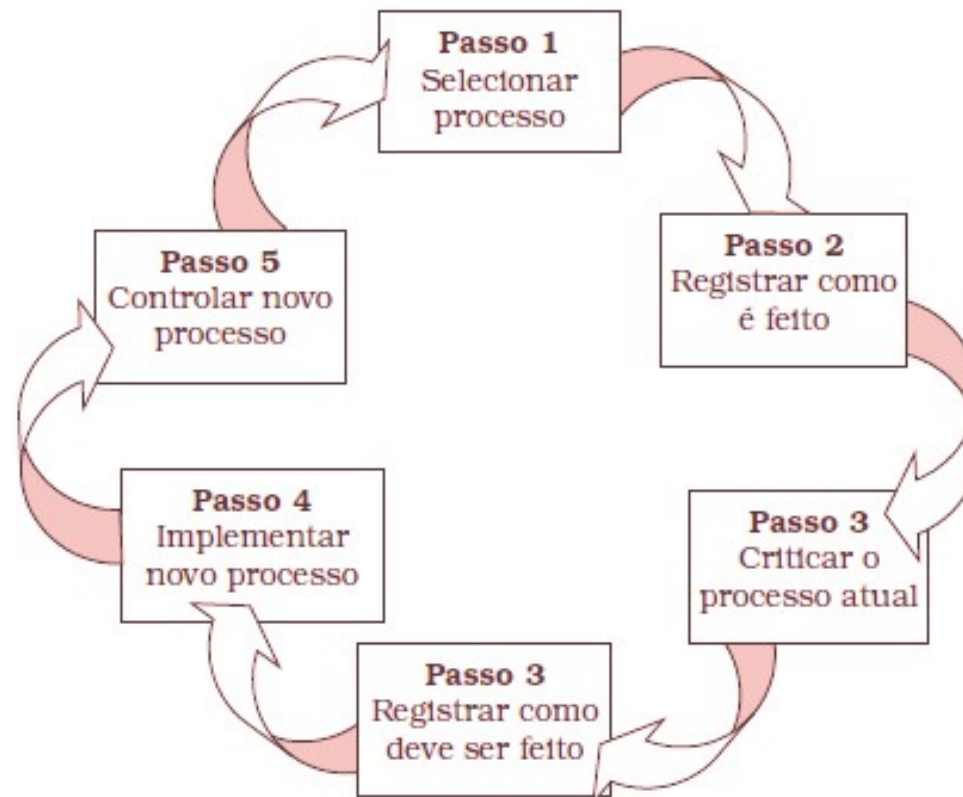 Passo 1
Selecionar
processo
Passo 2
Registrar como
é feito
Passo 3
Criticar o
processo atual
Passo 3
Registrar como
deve ser feito
Passo 4
Implementar
novo processo
Passo 5
Controlar novo
processo